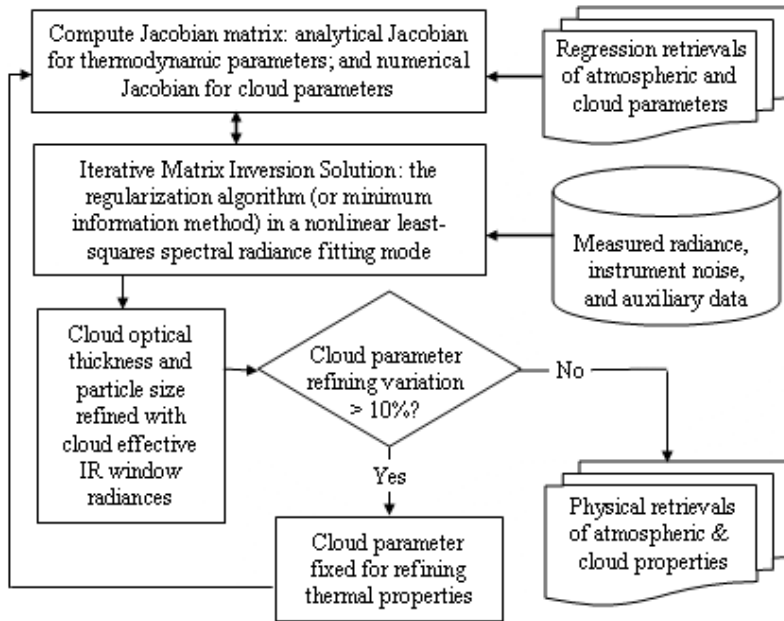 Compute Jacobian matrix: analytical Jacobian
for thermodynamic parameters; and numerical
Jacobian for cloud parameters
Regression retrievals
of atmospheric and
cloud parameters
Iterative Matrix Inversion Solution: the
regularization algorithm (or minimum
information method) in a nonlinear least-
squares spectral radiance fitting mode
Measured radiance,
instrument noise,
and auxiliary data
Cloud optical
thickness and
particle size
refined with
cloud effective
IR window
radiances
Cloud parameter
refining variation
> 10%?
No
Yes
Cloud parameter
fixed for refining
thermal properties
Physical retrievals
of atmospheric &
cloud properties